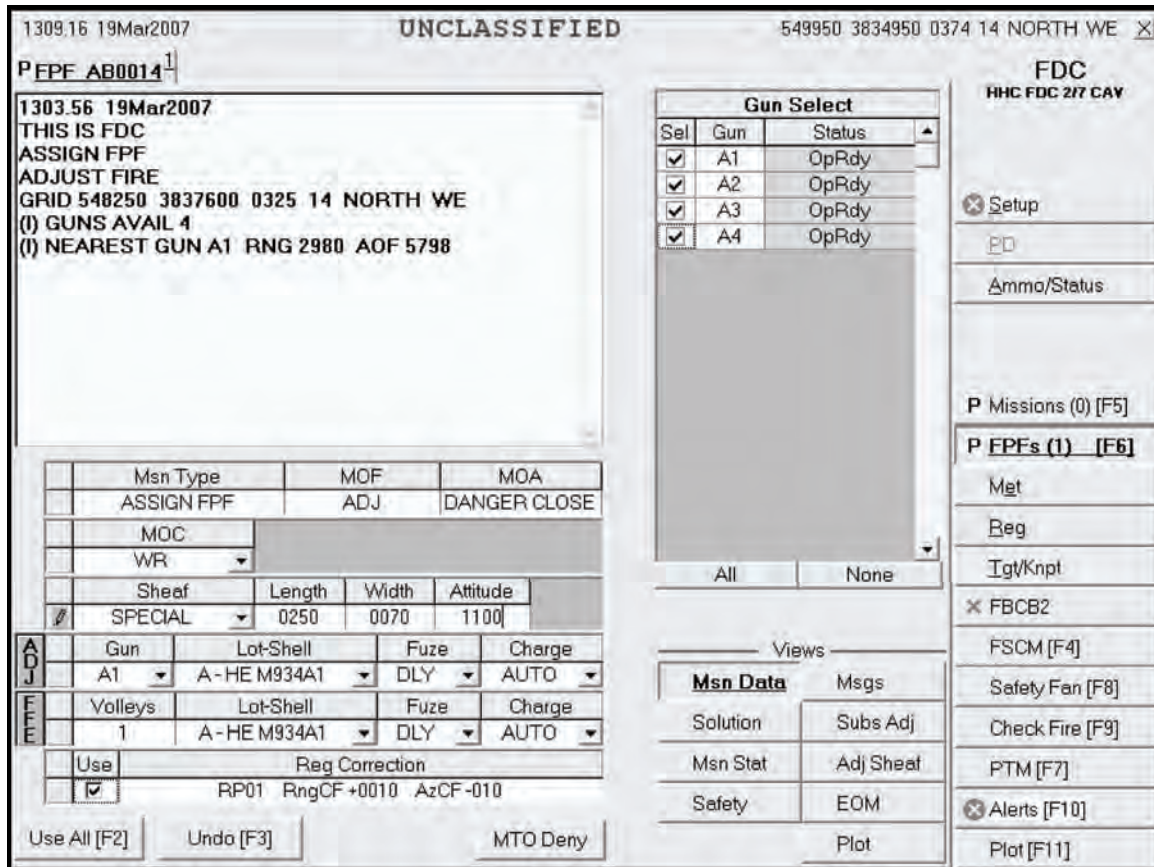 1309.16 19Mar2007 UNCLASSIFIED 549950 3834950 0374 14 NORTH WE X
P FPF AB0014 1
1303.56 19Mar2007
THIS IS FDC
ASSIGN FPF
ADJUST FIRE
GRID 548250 3837600 0325 14 NORTH WE
(I) GUNS AVAIL 4
(I) NEAREST GUN A1 RNG 2980 AOF 5798
Msn Type MOF MOA
ASSIGN FPF ADJ DANGER CLOSE
MOC
WR
Sheaf Length Width Attitude
SPECIAL 0250 0070 1100
ADJ
Gun Lot-Shell Fuze Charge
A1 A-HE M934A1 DLY AUTO
FFE
Volleys Lot-Shell Fuze Charge
1 A-HE M934A1 DLY AUTO
Use Reg Correction
RP01 RngCF +0010 AzCF -010
Use All [F2] Undo [F3] MTO Deny
Gun Select
Sel Gun Status
A1 OpRdy
A2 OpRdy
A3 OpRdy
A4 OpRdy
All None
Views
Msn Data Msgs
Solution Subs Adj
Msn Stat Adj Sheaf
Safety EOM
Plot
FDC
HHC FDC 2/7 CAV
Setup
PD
Ammo/Status
P Missions (0) [F5]
P FPFs (1) [F6]
Met
Reg
Tgt/Knpt
FBCB2
FSCM [F4]
Safety Fan [F8]
Check Fire [F9]
PTM [F7]
Alerts [F10]
Plot [F11]